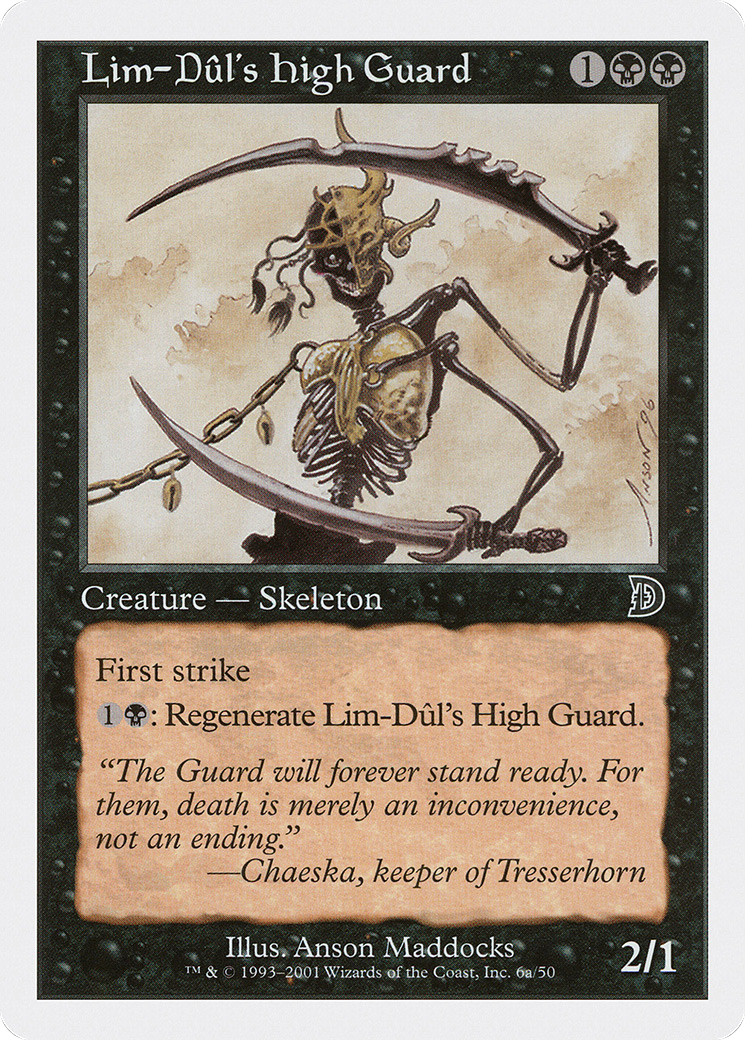 Lim-Dûl's High Guard
1
ANSON 96
Creature — Skeleton
D
First strike
1: Regenerate Lim-Dûl's High Guard.
“The Guard will forever stand ready. For
them, death is merely an inconvenience,
not an ending.”
—Chaeska, keeper of Tresserhorn
Illus. Anson Maddocks
™ & © 1993–2001 Wizards of the Coast, Inc. 6a/50
2/1